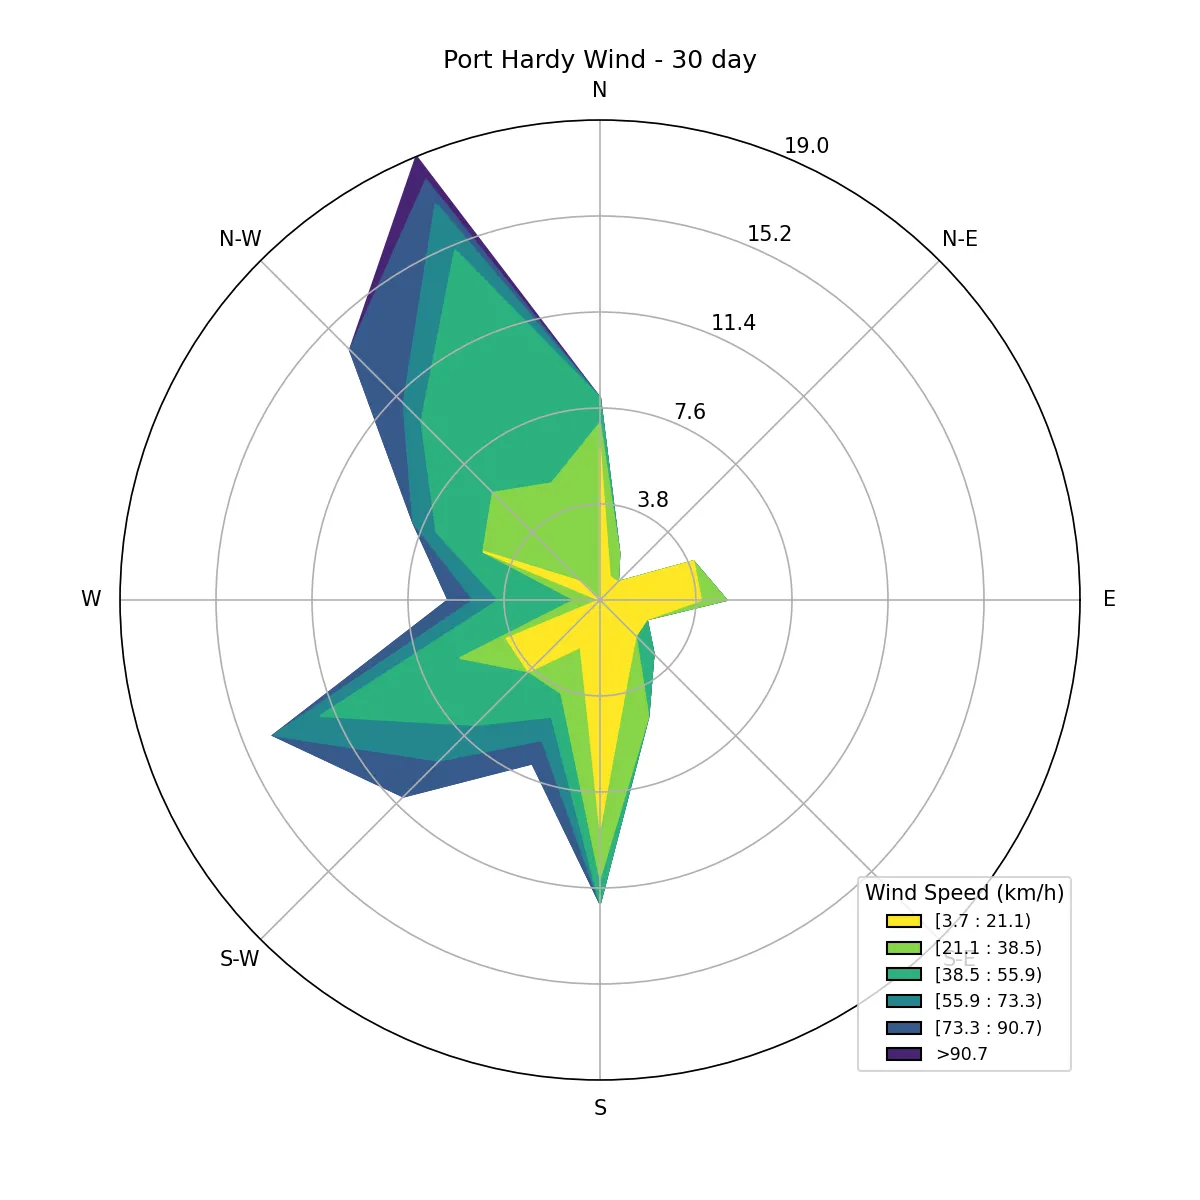 Port Hardy Wind - 30 day
N
19.0
N-W
15.2
N-E
11.4
7.6
3.8
W
E
S-W
S-E
S
Wind Speed (km/h)
[3.7 : 21.1)
[21.1 : 38.5)
[38.5 : 55.9)
[55.9 : 73.3)
[73.3 : 90.7)
>90.7